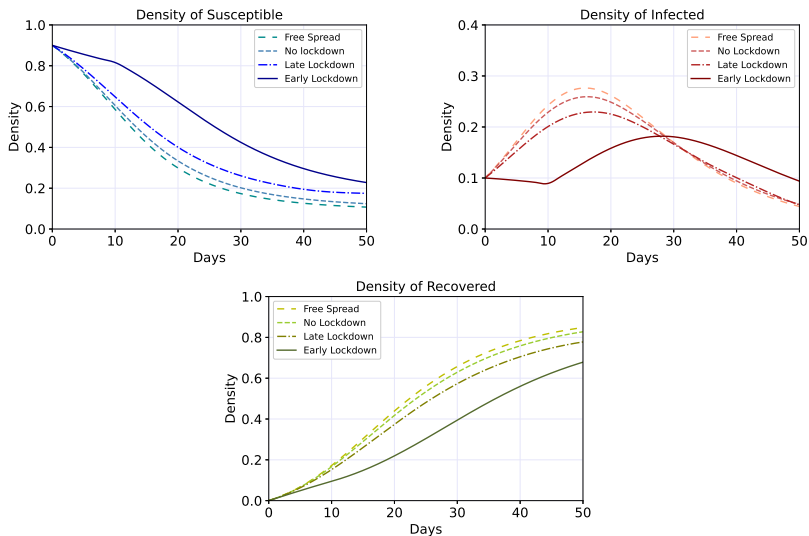 Density of Susceptible
1.0
0.8
0.6
0.4
0.2
0.0
Density
0
10
20
30
40
50
Days
Free Spread
No lockdown
Late Lockdown
Early Lockdown
Density of Infected
0.4
0.3
0.2
0.1
0.0
Density
0
10
20
30
40
50
Days
Free Spread
No Lockdown
Late Lockdown
Early Lockdown
Density of Recovered
1.0
0.8
0.6
0.4
0.2
0.0
Density
0
10
20
30
40
50
Days
Free Spread
No Lockdown
Late Lockdown
Early Lockdown